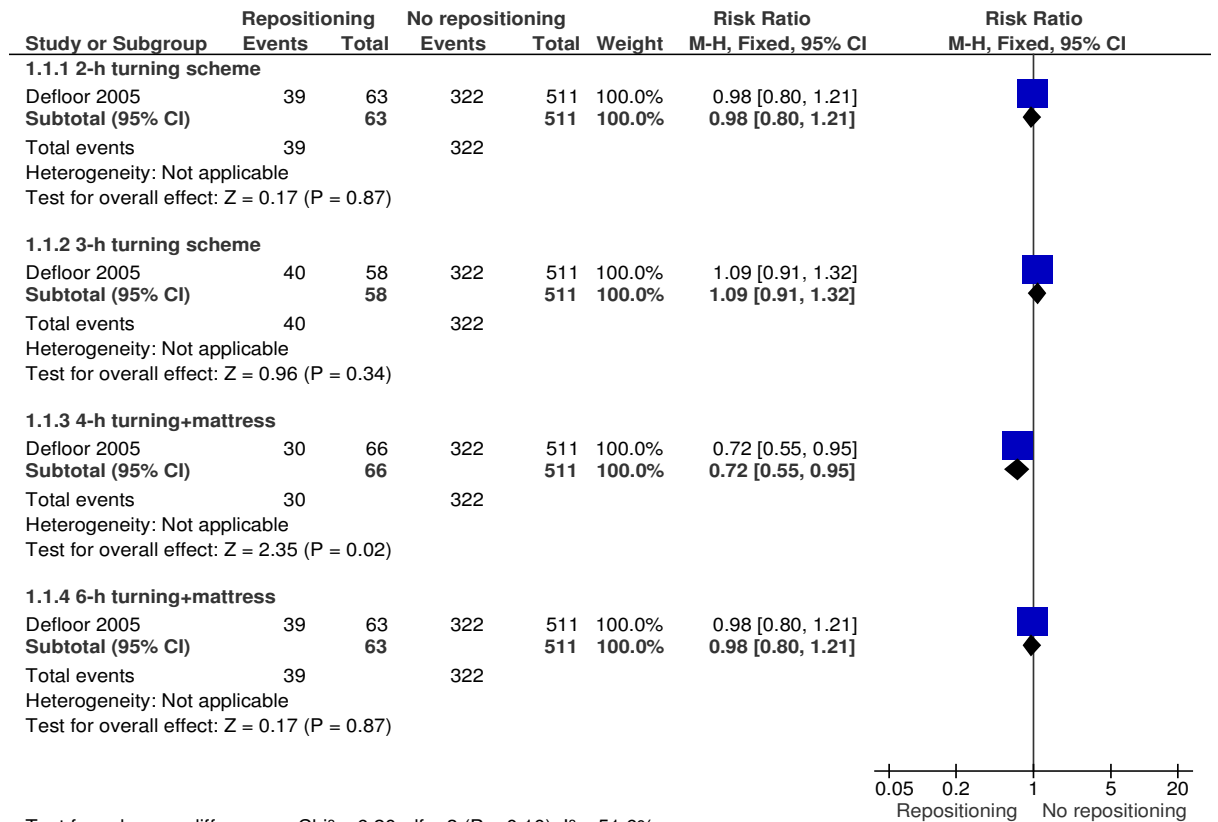 Repositioning No repositioning Risk Ratio Risk Ratio
Study or Subgroup Events Total Events Total Weight M-H, Fixed, 95% CI M-H, Fixed, 95% CI
1.1.1 2-h turning scheme
Defloor 2005 39 63 322 511 100.0% 0.98 [0.80, 1.21]
Subtotal (95% CI) 63 511 100.0% 0.98 [0.80, 1.21]
Total events 39 322
Heterogeneity: Not applicable
Test for overall effect: Z = 0.17 (P = 0.87)
1.1.2 3-h turning scheme
Defloor 2005 40 58 322 511 100.0% 1.09 [0.91, 1.32]
Subtotal (95% CI) 58 511 100.0% 1.09 [0.91, 1.32]
Total events 40 322
Heterogeneity: Not applicable
Test for overall effect: Z = 0.96 (P = 0.34)
1.1.3 4-h turning+mattress
Defloor 2005 30 66 322 511 100.0% 0.72 [0.55, 0.95]
Subtotal (95% CI) 66 511 100.0% 0.72 [0.55, 0.95]
Total events 30 322
Heterogeneity: Not applicable
Test for overall effect: Z = 2.35 (P = 0.02)
1.1.4 6-h turning+mattress
Defloor 2005 39 63 322 511 100.0% 0.98 [0.80, 1.21]
Subtotal (95% CI) 63 511 100.0% 0.98 [0.80, 1.21]
Total events 39 322
Heterogeneity: Not applicable
Test for overall effect: Z = 0.17 (P = 0.87)
0.05 0.2 1 5 20
Repositioning No repositioning